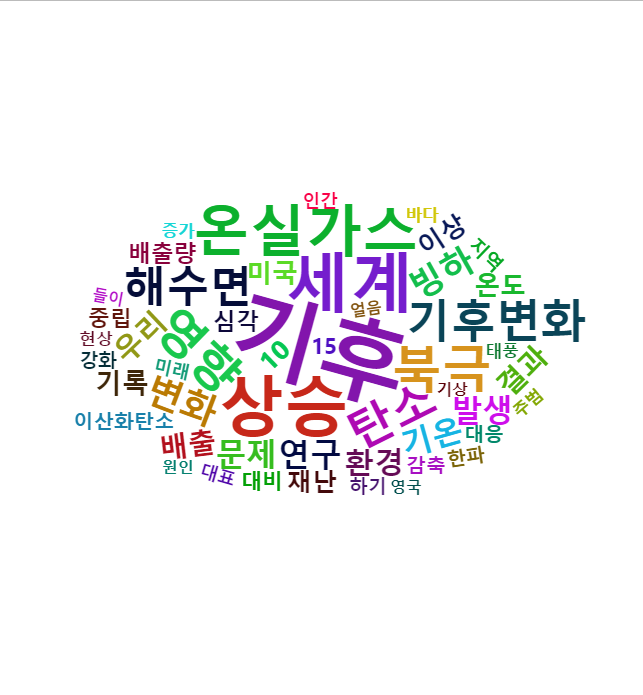 인간
온실가스
바다
증가
이상
배출량
지역
미국
세계
빙하
온도
해수면
들이
얼음
중립
심각
기후
기후변화
현상
우리
영향
10
15
북극
태풍
강화
미래
결과
기록
변화
상승
탄소
기상
주범
발생
이산화탄소
배출
문제
연구
기온
대응
환경
감축
한파
원인
대표
대비
재난
하기
영국